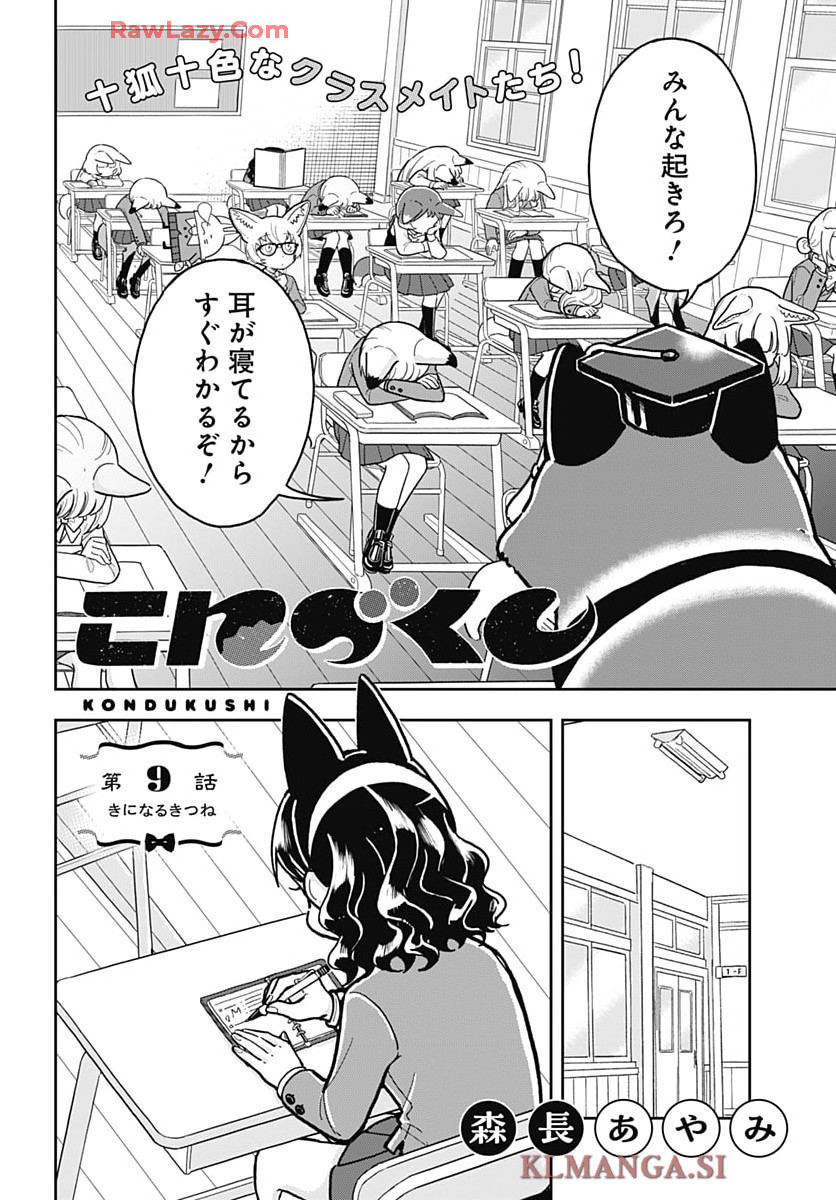 RawLazy.Com
十狐十色なクラスメイトたち！
みんな起きろ！
耳が寝てるから
すぐわかるぞ！
こんづくし
KONDUKUSHI
第9話
きになるきつね
1-F
森長あやみ
KLMANGA.SI